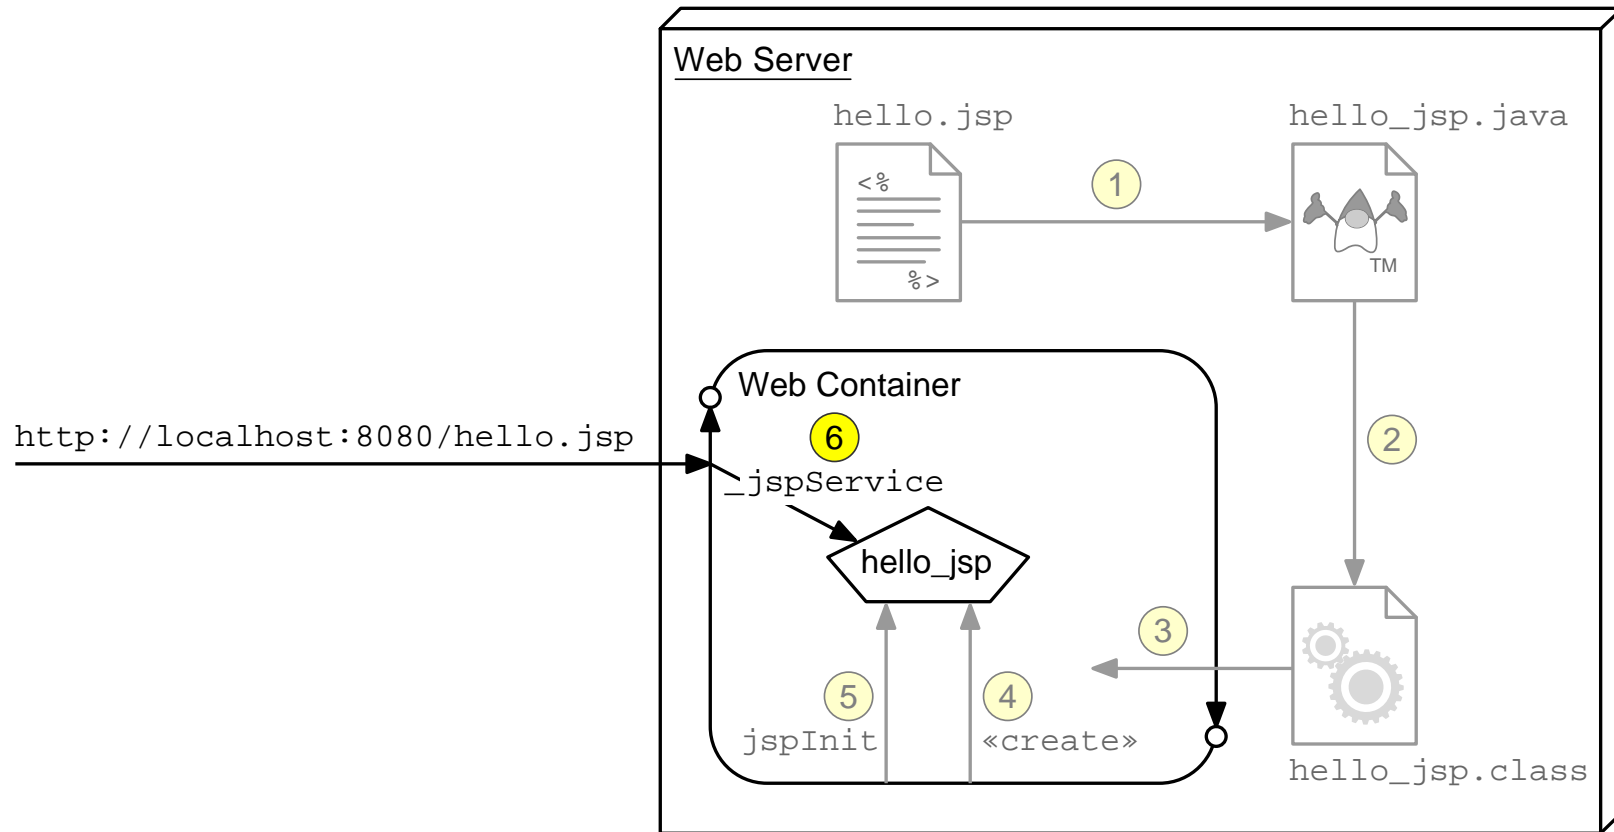 Web Server
hello.jsp
hello_jsp.java
<%
1
%>
TM
Web Container
http://localhost:8080/hello.jsp
6
2
_jspService
hello_jsp
3
5
4
jspInit
«create»
hello_jsp.class